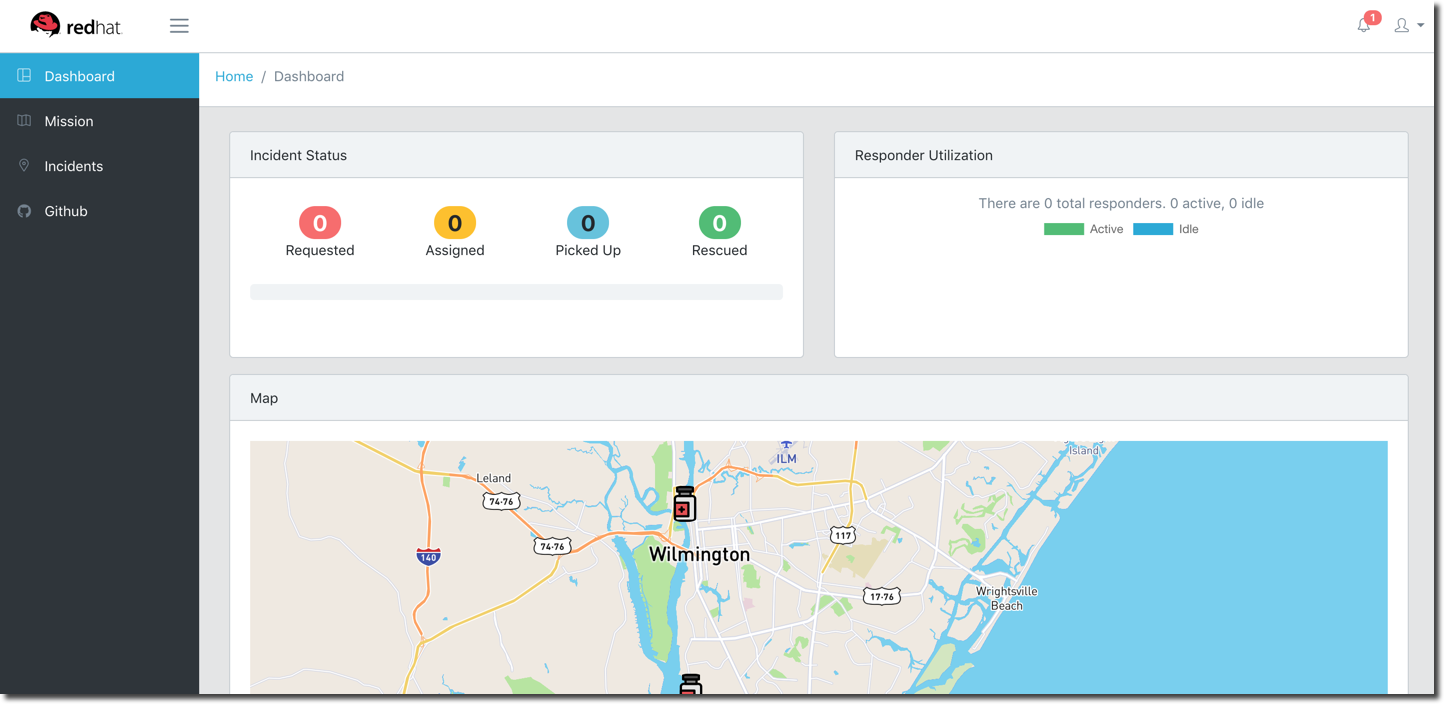 redhat.
1
Dashboard
Mission
Incidents
Github
Home / Dashboard
Incident Status
0 0 0 0
Requested Assigned Picked Up Rescued
Responder Utilization
There are 0 total responders. 0 active, 0 idle
Active Idle
Map
ILM
Island
Leland
74-76
74-76
140
117
Wilmington
17-76
Wrightsville
Beach